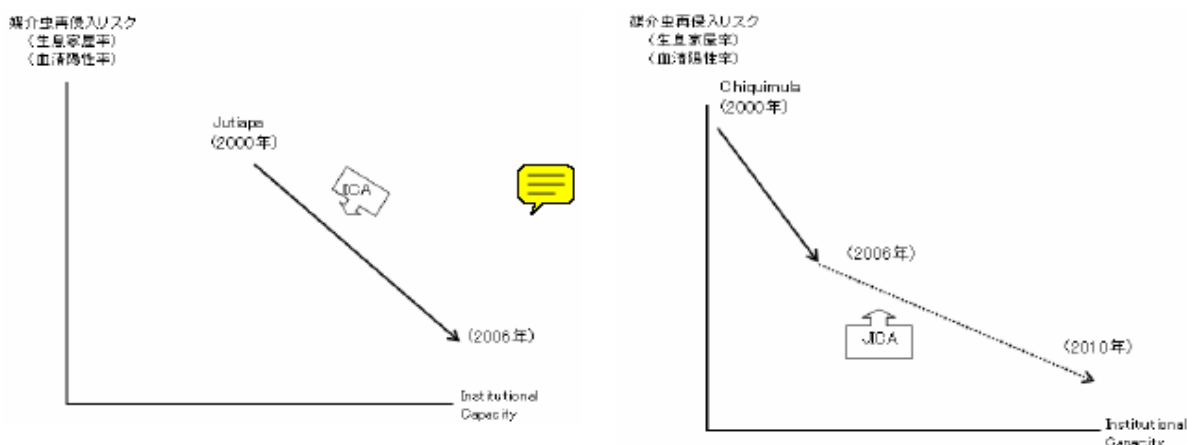 媒介虫再侵入リスク
(生息家屋率)
(血清陽性率)
Jutiapa
(2000年)
JICA
(2006年)
Institutional
Capacity
媒介虫再侵入リスク
(生息家屋率)
(血清陽性率)
Chiquimula
(2000年)
(2006年)
JICA
(2010年)
Institutional
Capacity